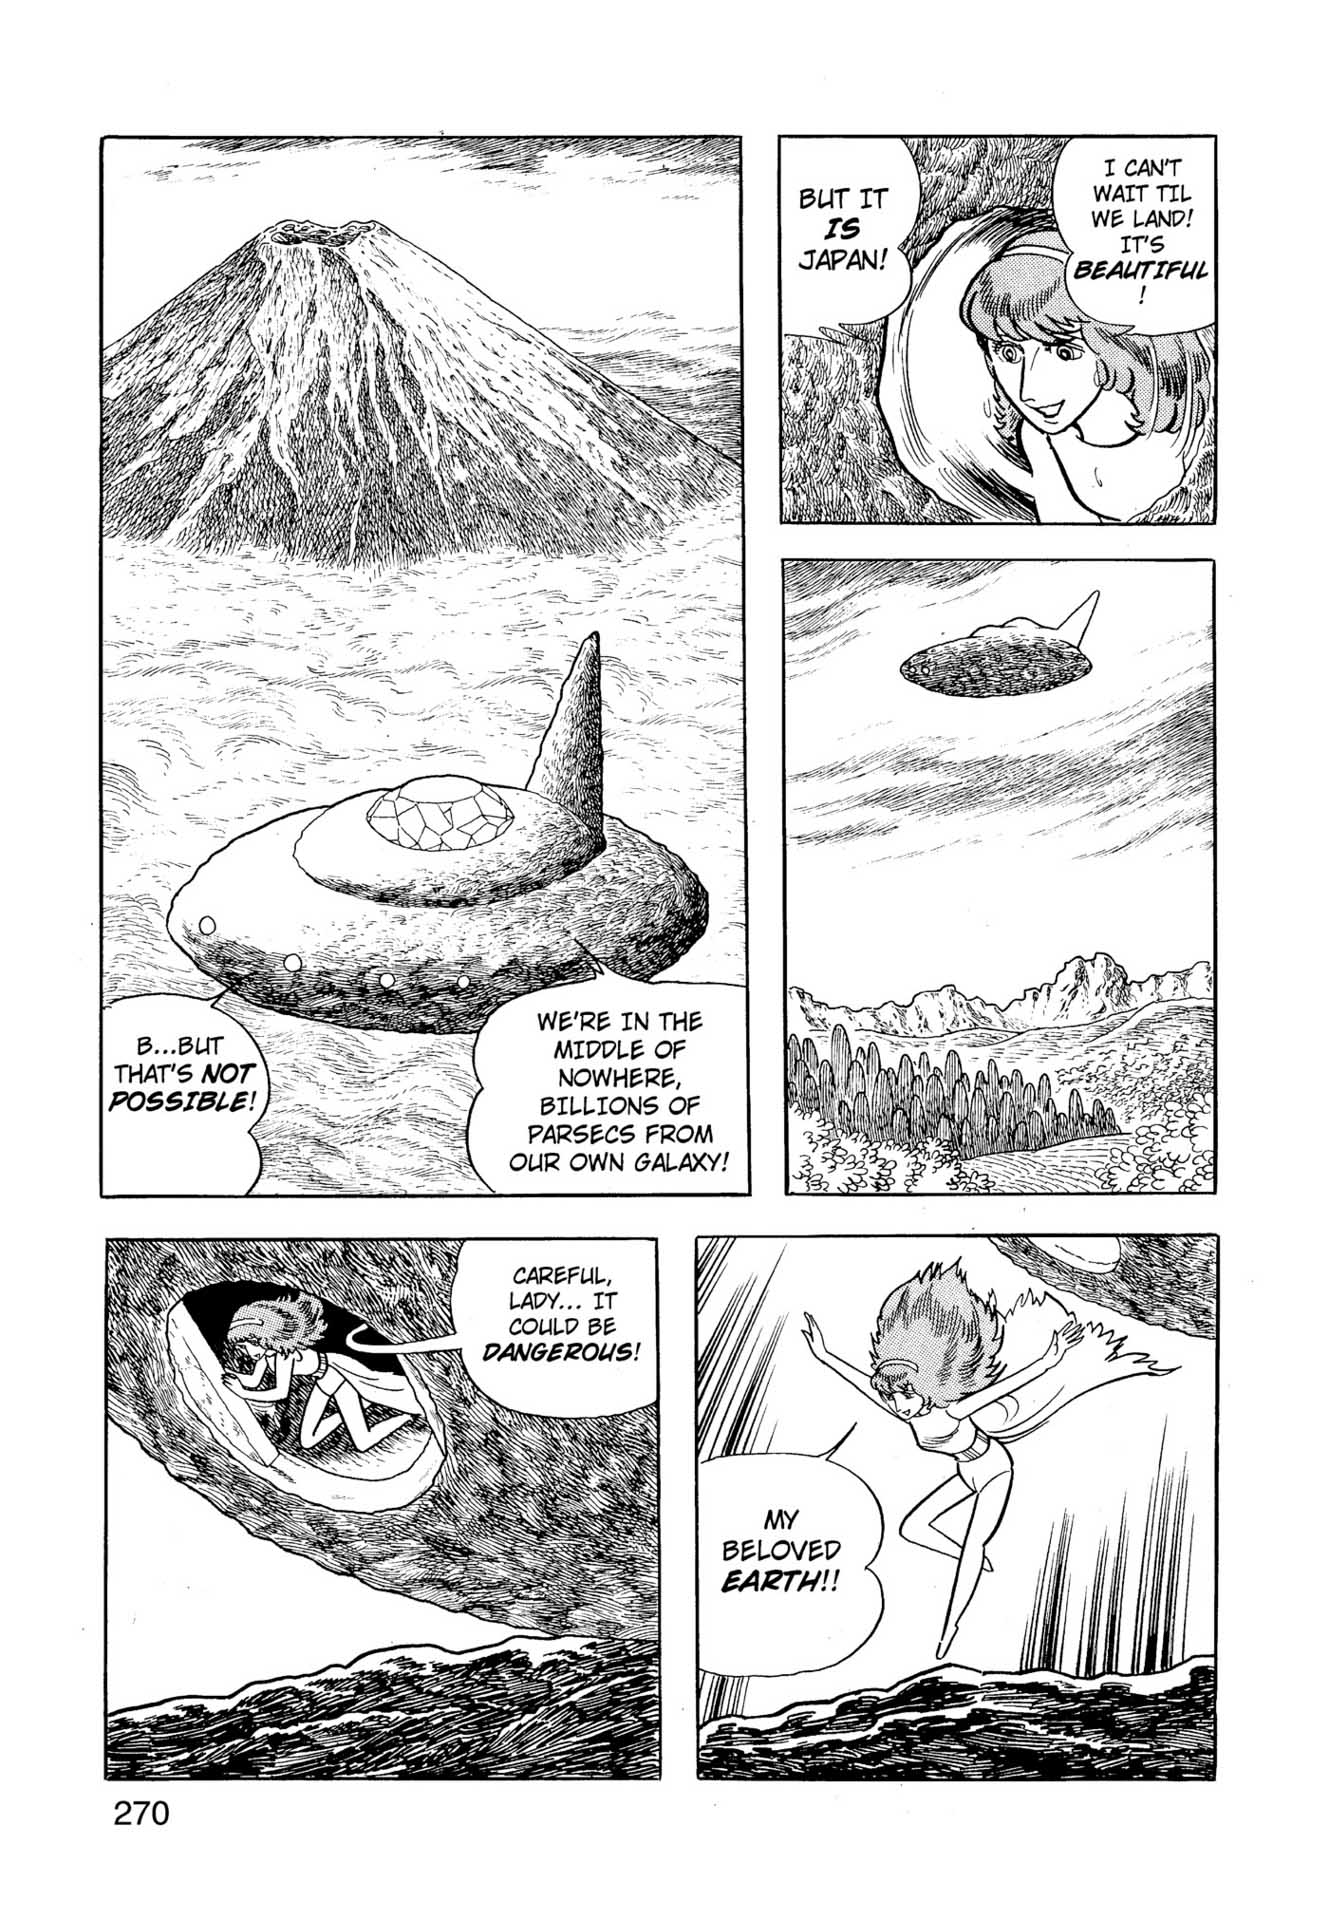 WE'RE IN THE
MIDDLE OF
NOWHERE,
BILLIONS OF
PARSECS FROM
OUR OWN GALAXY!
B...BUT
THAT'S NOT
POSSIBLE!
BUT IT
IS
JAPAN!
I CAN'T
WAIT TIL
WE LAND!
IT'S
BEAUTIFUL
!
CAREFUL,
LADY... IT
COULD BE
DANGEROUS!
MY
BELOVED
EARTH!!
270